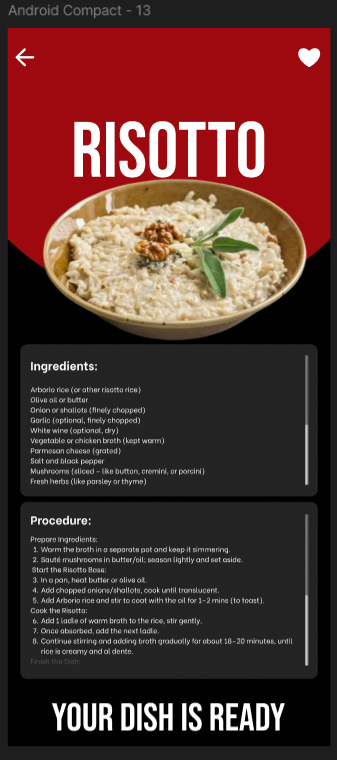 Android Compact - 13
RISOTTO
Ingredients:
Arborio rice (or other risotto rice)
Olive oil or butter
Onion or shallots (finely chopped)
Garlic (optional, finely chopped)
White wine (optional, dry)
Vegetable or chicken broth (kept warm)
Parmesan cheese (grated)
Salt and black pepper
Mushrooms (sliced – like button, cremini, or porcini)
Fresh herbs (like parsley or thyme)
Procedure:
Prepare Ingredients:
1. Warm the broth in a separate pot and keep it simmering.
2. Sauté mushrooms in butter/oil; season lightly and set aside.
Start the Risotto Base:
3. In a pan, heat butter or olive oil.
4. Add chopped onions/shallots, cook until translucent.
5. Add Arborio rice and stir to coat with the oil for 1–2 mins (to toast).
Cook the Risotto:
6. Add 1 ladle of warm broth to the rice, stir gently.
7. Once absorbed, add the next ladle.
8. Continue stirring and adding broth gradually for about 18–20 minutes, until
rice is creamy and al dente.
Finish the Dish:
YOUR DISH IS READY